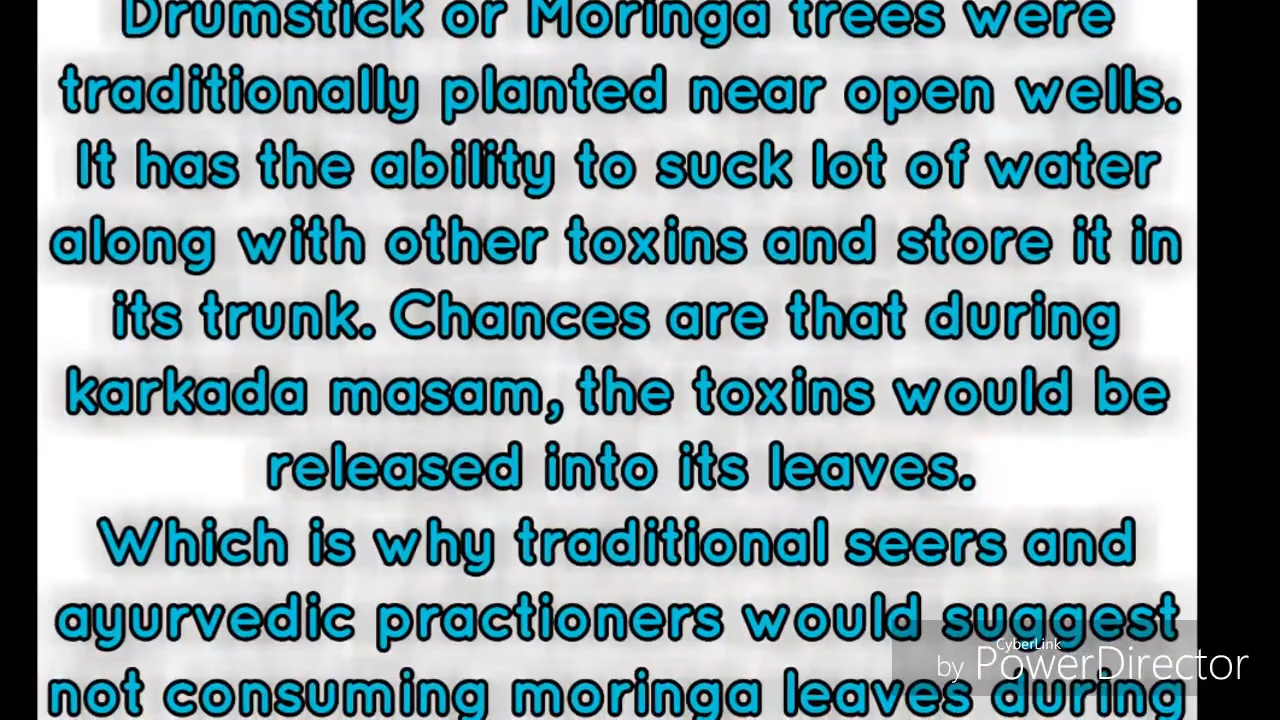 Drumstick or Moringa trees were
traditionally planted near open wells.
It has the ability to suck lot of water
along with other toxins and store it in
its trunk. Chances are that during
karkada masam, the toxins would be
released into its leaves.
Which is why traditional seers and
ayurvedic practioners would suggest
not consuming moringa leaves during
by CyberLink PowerDirector